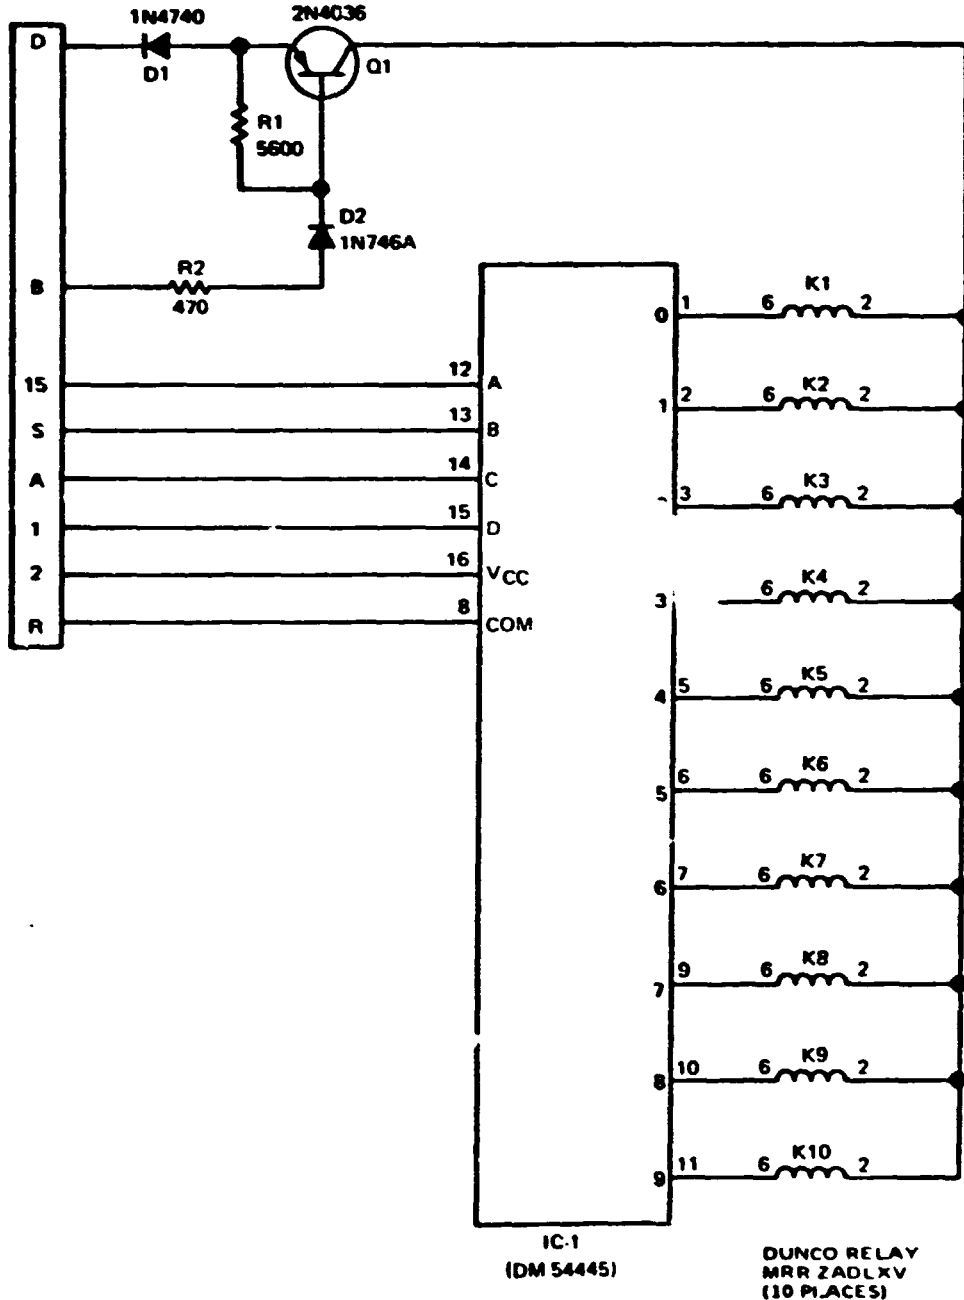 1N4740
2N4036
D
D1
Q1
R1
5600
D2
1N746A
B
R2
470
K1
0 1 6 2
15 12 A
K2
1 2 6 2
S 13 B
A 14 C
K3
3 6 2
1 15 D
2 16 VCC
K4
3 6 2
R 8 COM
K5
4 5 6 2
K6
5 6 6 2
K7
6 7 6 2
K8
7 9 6 2
K9
8 10 6 2
K10
9 11 6 2
IC-1
(DM 54445)
DUNCO RELAY
MRR ZADLXV
(10 PLACES)